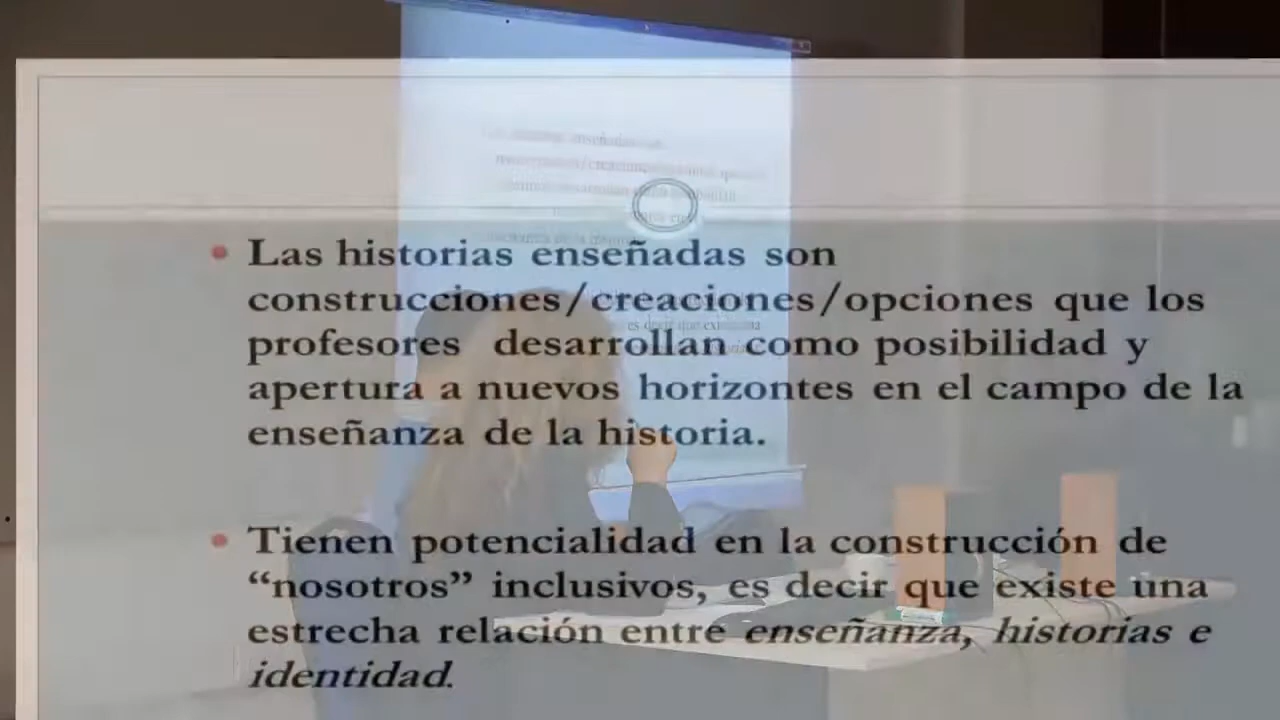 Las historias enseñadas son
construcciones/creaciones/opciones que los
profesores desarrollan como posibilidad y
apertura a nuevos horizontes en el campo de la
enseñanza de la historia.
Tienen potencialidad en la construcción de
“nosotros” inclusivos, es decir que existe una
estrecha relación entre enseñanza, historias e
identidad.